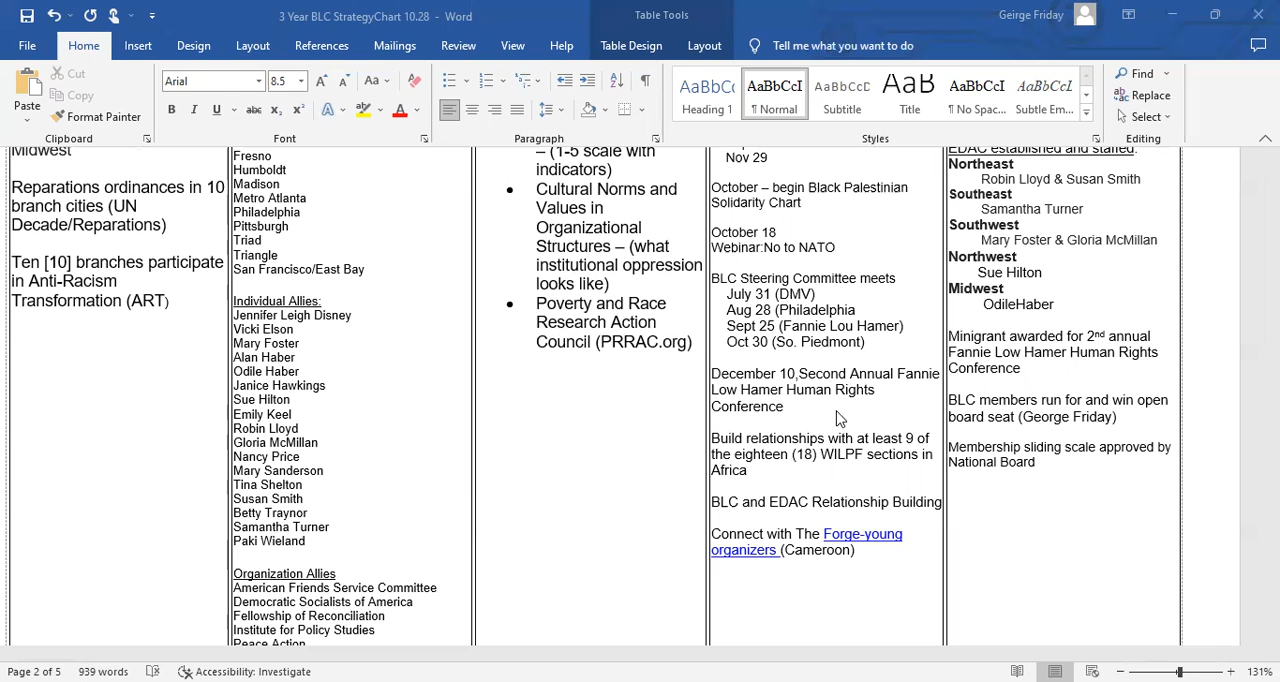 3 Year BLC StrategyChart 10.28 - Word
Table Tools
Geirge Friday
File
Home
Insert
Design
Layout
References
Mailings
Review
View
Help
Table Design
Layout
Tell me what you want to do
Paste
Cut
Copy
Format Painter
Clipboard
Arial
8.5
Font
Paragraph
AaBbCc
Heading 1
AaBbCcI
¶ Normal
AaBbCcD
Subtitle
AaB
Title
AaBbCcI
¶ No Spac...
AaBbCcI
Subtle Em...
Styles
Find
Replace
Select
Editing
Midwest
Reparations ordinances in 10
branch cities (UN
Decade/Reparations)
Ten [10] branches participate
in Anti-Racism
Transformation (ART)
Fresno
Humboldt
Madison
Metro Atlanta
Philadelphia
Pittsburgh
Triad
Triangle
San Francisco/East Bay
Individual Allies:
Jennifer Leigh Disney
Vicki Elson
Mary Foster
Alan Haber
Odile Haber
Janice Hawkings
Sue Hilton
Emily Keel
Robin Lloyd
Gloria McMillan
Nancy Price
Mary Sanderson
Tina Shelton
Susan Smith
Betty Traynor
Samantha Turner
Paki Wieland
Organization Allies
American Friends Service Committee
Democratic Socialists of America
Fellowship of Reconciliation
Institute for Policy Studies
Peace Action
– (1-5 scale with
indicators)
• Cultural Norms and
Values in
Organizational
Structures – (what
institutional oppression
looks like)
• Poverty and Race
Research Action
Council (PRRAC.org)
Nov 29
October – begin Black Palestinian
Solidarity Chart
October 18
Webinar:No to NATO
BLC Steering Committee meets
July 31 (DMV)
Aug 28 (Philadelphia
Sept 25 (Fannie Lou Hamer)
Oct 30 (So. Piedmont)
December 10,Second Annual Fannie
Low Hamer Human Rights
Conference
Build relationships with at least 9 of
the eighteen (18) WILPF sections in
Africa
BLC and EDAC Relationship Building
Connect with The Forge-young
organizers (Cameroon)
EDAC established and staffed:
Northeast
Robin Lloyd & Susan Smith
Southeast
Samantha Turner
Southwest
Mary Foster & Gloria McMillan
Northwest
Sue Hilton
Midwest
OdileHaber
Minigrant awarded for 2nd annual
Fannie Low Hamer Human Rights
Conference
BLC members run for and win open
board seat (George Friday)
Membership sliding scale approved by
National Board
Page 2 of 5
939 words
Accessibility: Investigate
131%